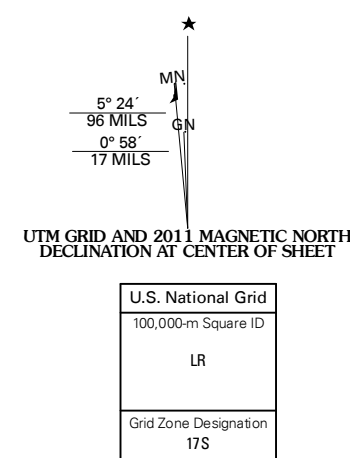 MN
5° 24´
96 MILS
GN
0° 58´
17 MILS
UTM GRID AND 2011 MAGNETIC NORTH
DECLINATION AT CENTER OF SHEET
U.S. National Grid
100,000-m Square ID
LR
Grid Zone Designation
17S